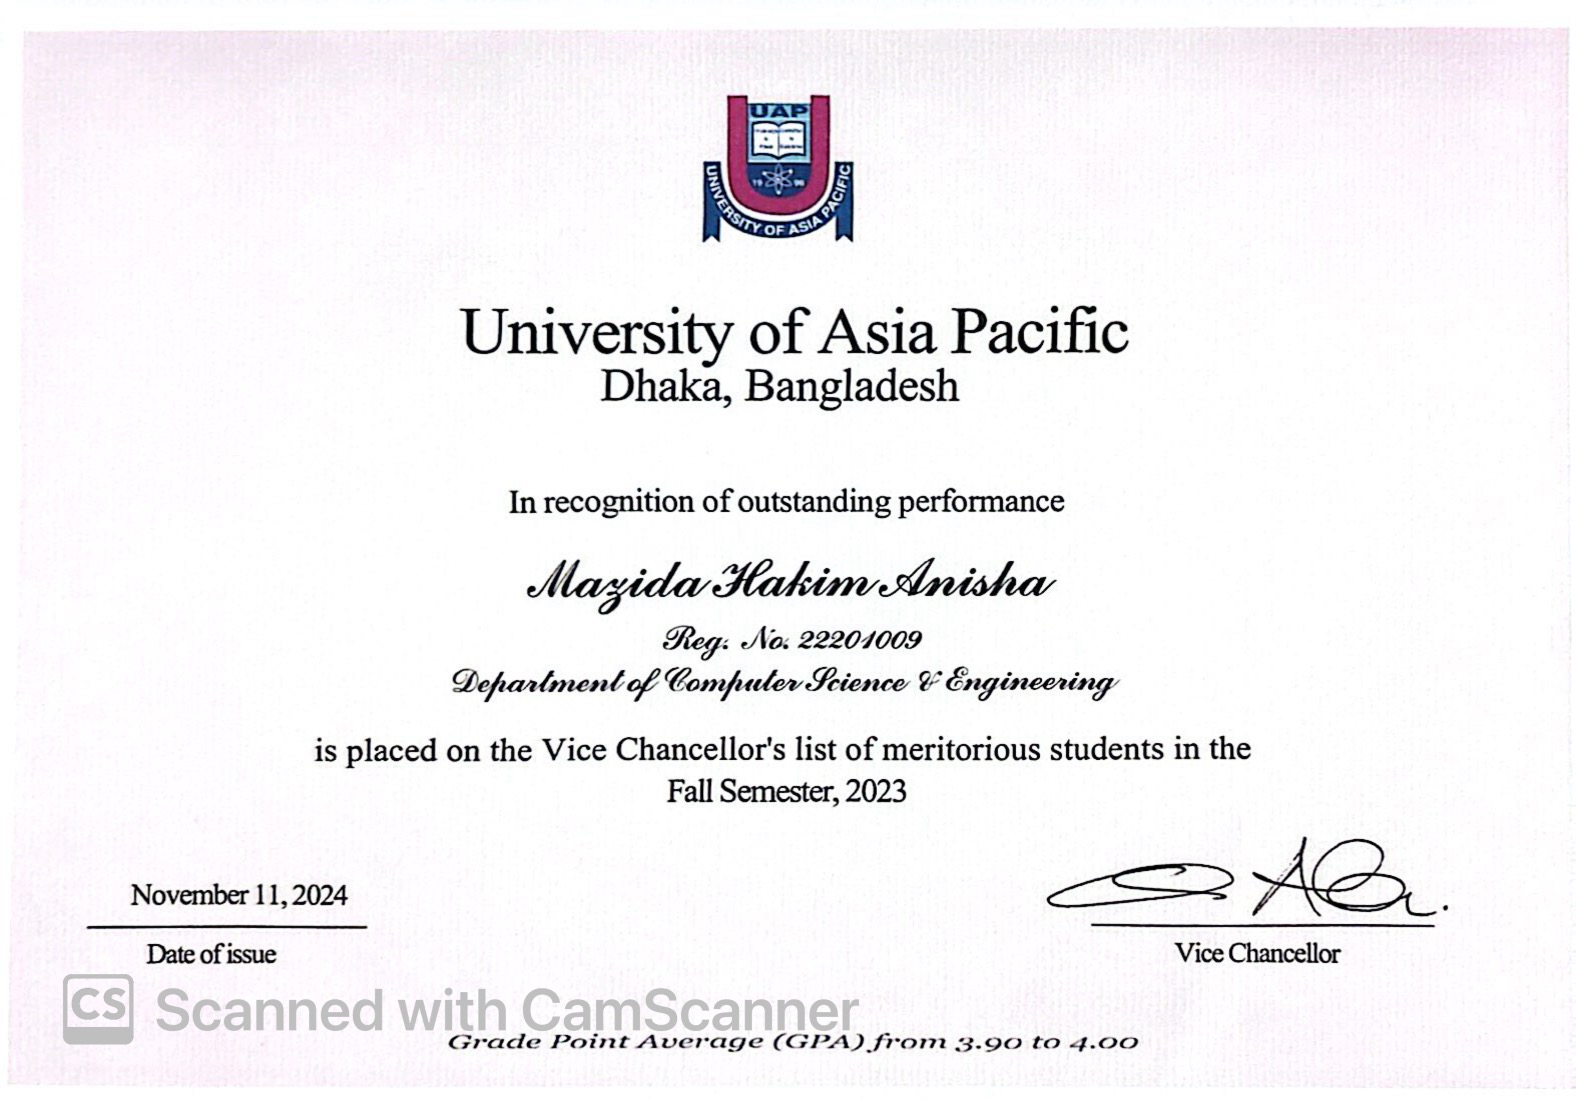 UAP
1996
UNIVERSITY OF ASIA PACIFIC
University of Asia Pacific
Dhaka, Bangladesh
In recognition of outstanding performance
Mazida Hakim Anisha
Reg. No. 22201009
Department of Computer Science & Engineering
is placed on the Vice Chancellor's list of meritorious students in the
Fall Semester, 2023
November 11, 2024
Date of issue
Vice Chancellor
CS Scanned with CamScanner
Grade Point Average (GPA) from 3.90 to 4.00